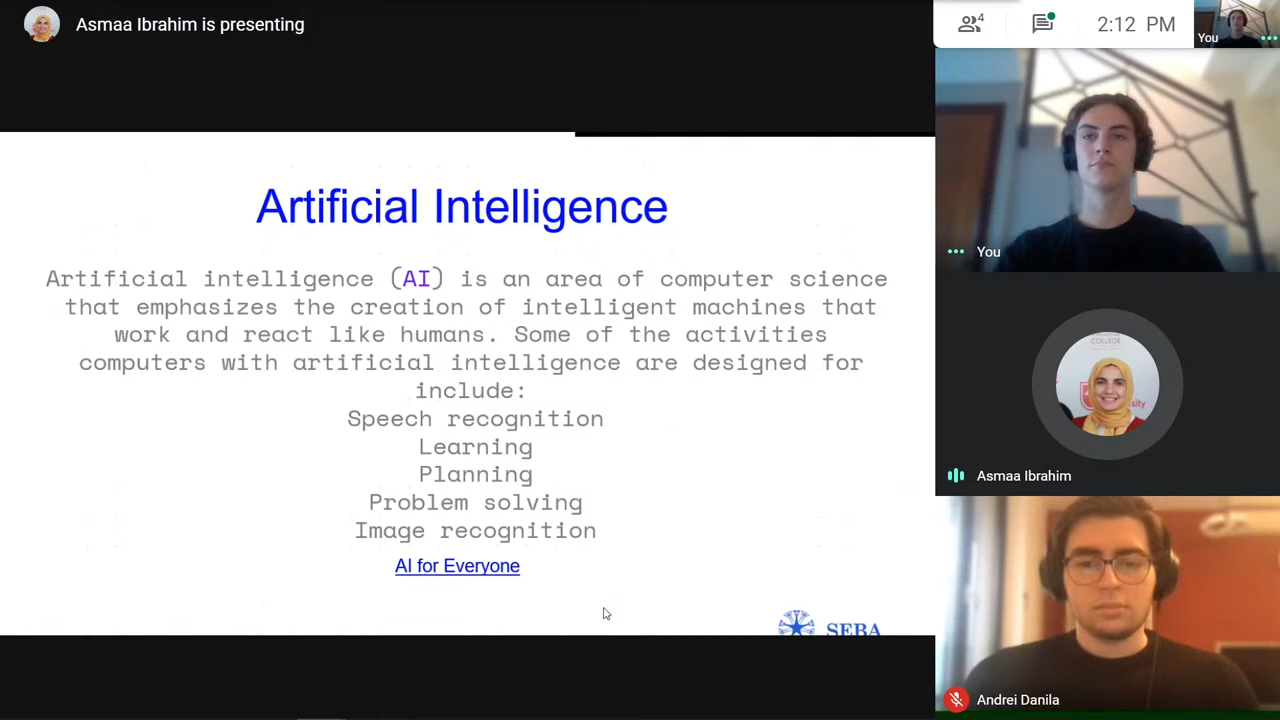 Asmaa Ibrahim is presenting
4
2:12 PM
You
Artificial Intelligence
Artificial intelligence (AI) is an area of computer science
that emphasizes the creation of intelligent machines that
work and react like humans. Some of the activities
computers with artificial intelligence are designed for
include:
Speech recognition
Learning
Planning
Problem solving
Image recognition
AI for Everyone
SEBA
You
COLLEGE
Asmaa Ibrahim
Andrei Danila